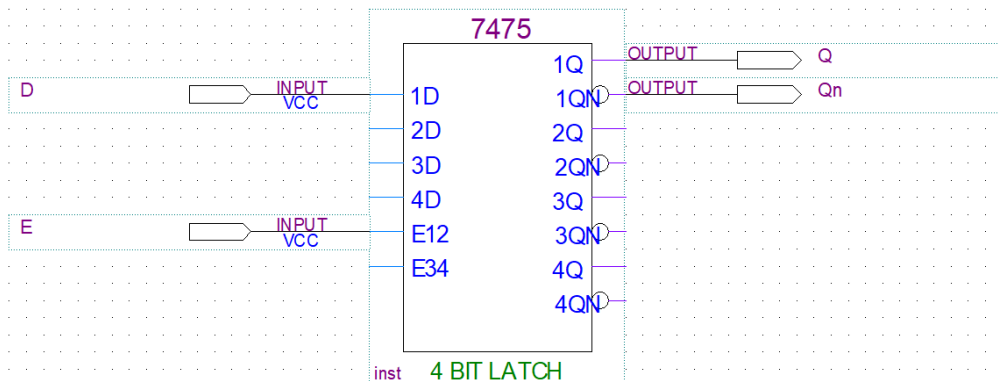 7475
1Q OUTPUT Q
D INPUT VCC 1D 1QN OUTPUT Qn
2D 2Q
3D 2QN
4D 3Q
E INPUT VCC E12 3QN
E34 4Q
4QN
inst 4 BIT LATCH